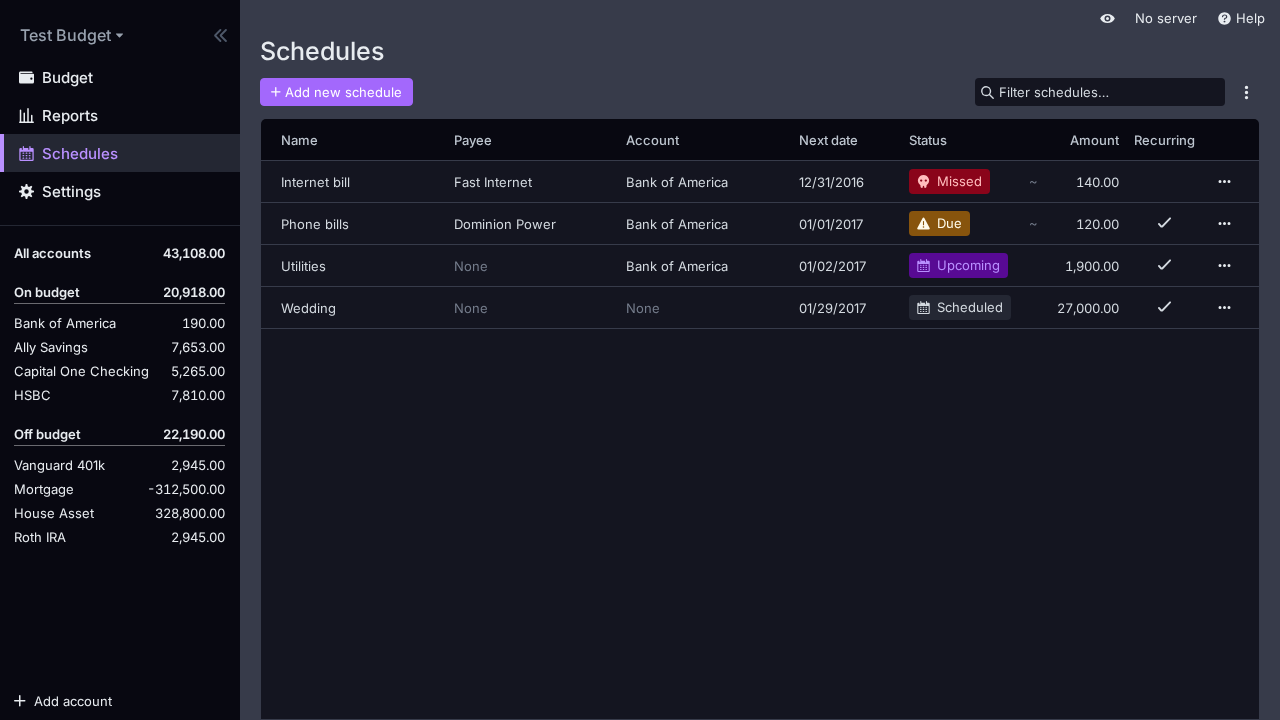 Test Budget
Budget
Reports
Schedules
Settings
All accounts 43,108.00
On budget 20,918.00
Bank of America 190.00
Ally Savings 7,653.00
Capital One Checking 5,265.00
HSBC 7,810.00
Off budget 22,190.00
Vanguard 401k 2,945.00
Mortgage -312,500.00
House Asset 328,800.00
Roth IRA 2,945.00
Add account
No server Help
Schedules
Add new schedule
Filter schedules...
Name Payee Account Next date Status Amount Recurring
Internet bill Fast Internet Bank of America 12/31/2016 Missed ~ 140.00
Phone bills Dominion Power Bank of America 01/01/2017 Due ~ 120.00
Utilities None Bank of America 01/02/2017 Upcoming 1,900.00
Wedding None None 01/29/2017 Scheduled 27,000.00